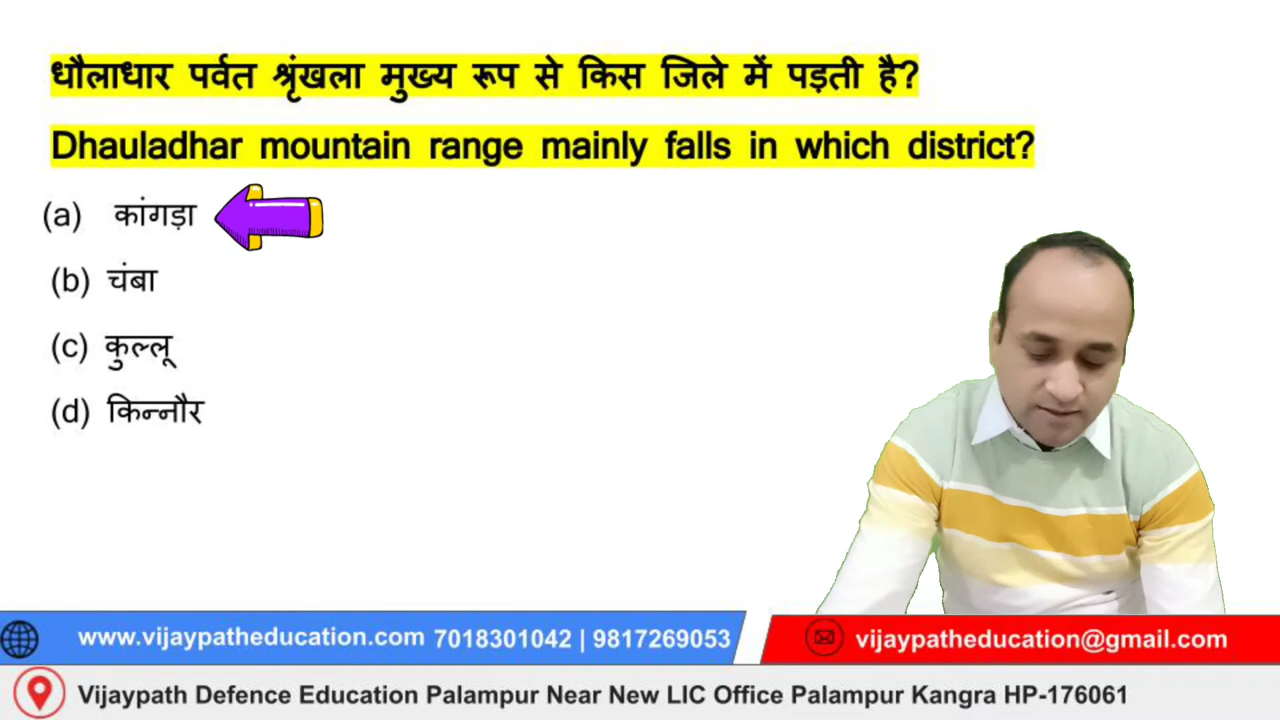 धौलाधार पर्वत श्रृंखला मुख्य रूप से किस जिले में पड़ती है?
Dhauladhar mountain range mainly falls in which district?
(a) कांगड़ा
(b) चंबा
(c) कुल्लू
(d) किन्नौर
www.vijaypatheducation.com 7018301042 | 9817269053
vijaypatheducation@gmail.com
Vijaypath Defence Education Palampur Near New LIC Office Palampur Kangra HP-176061